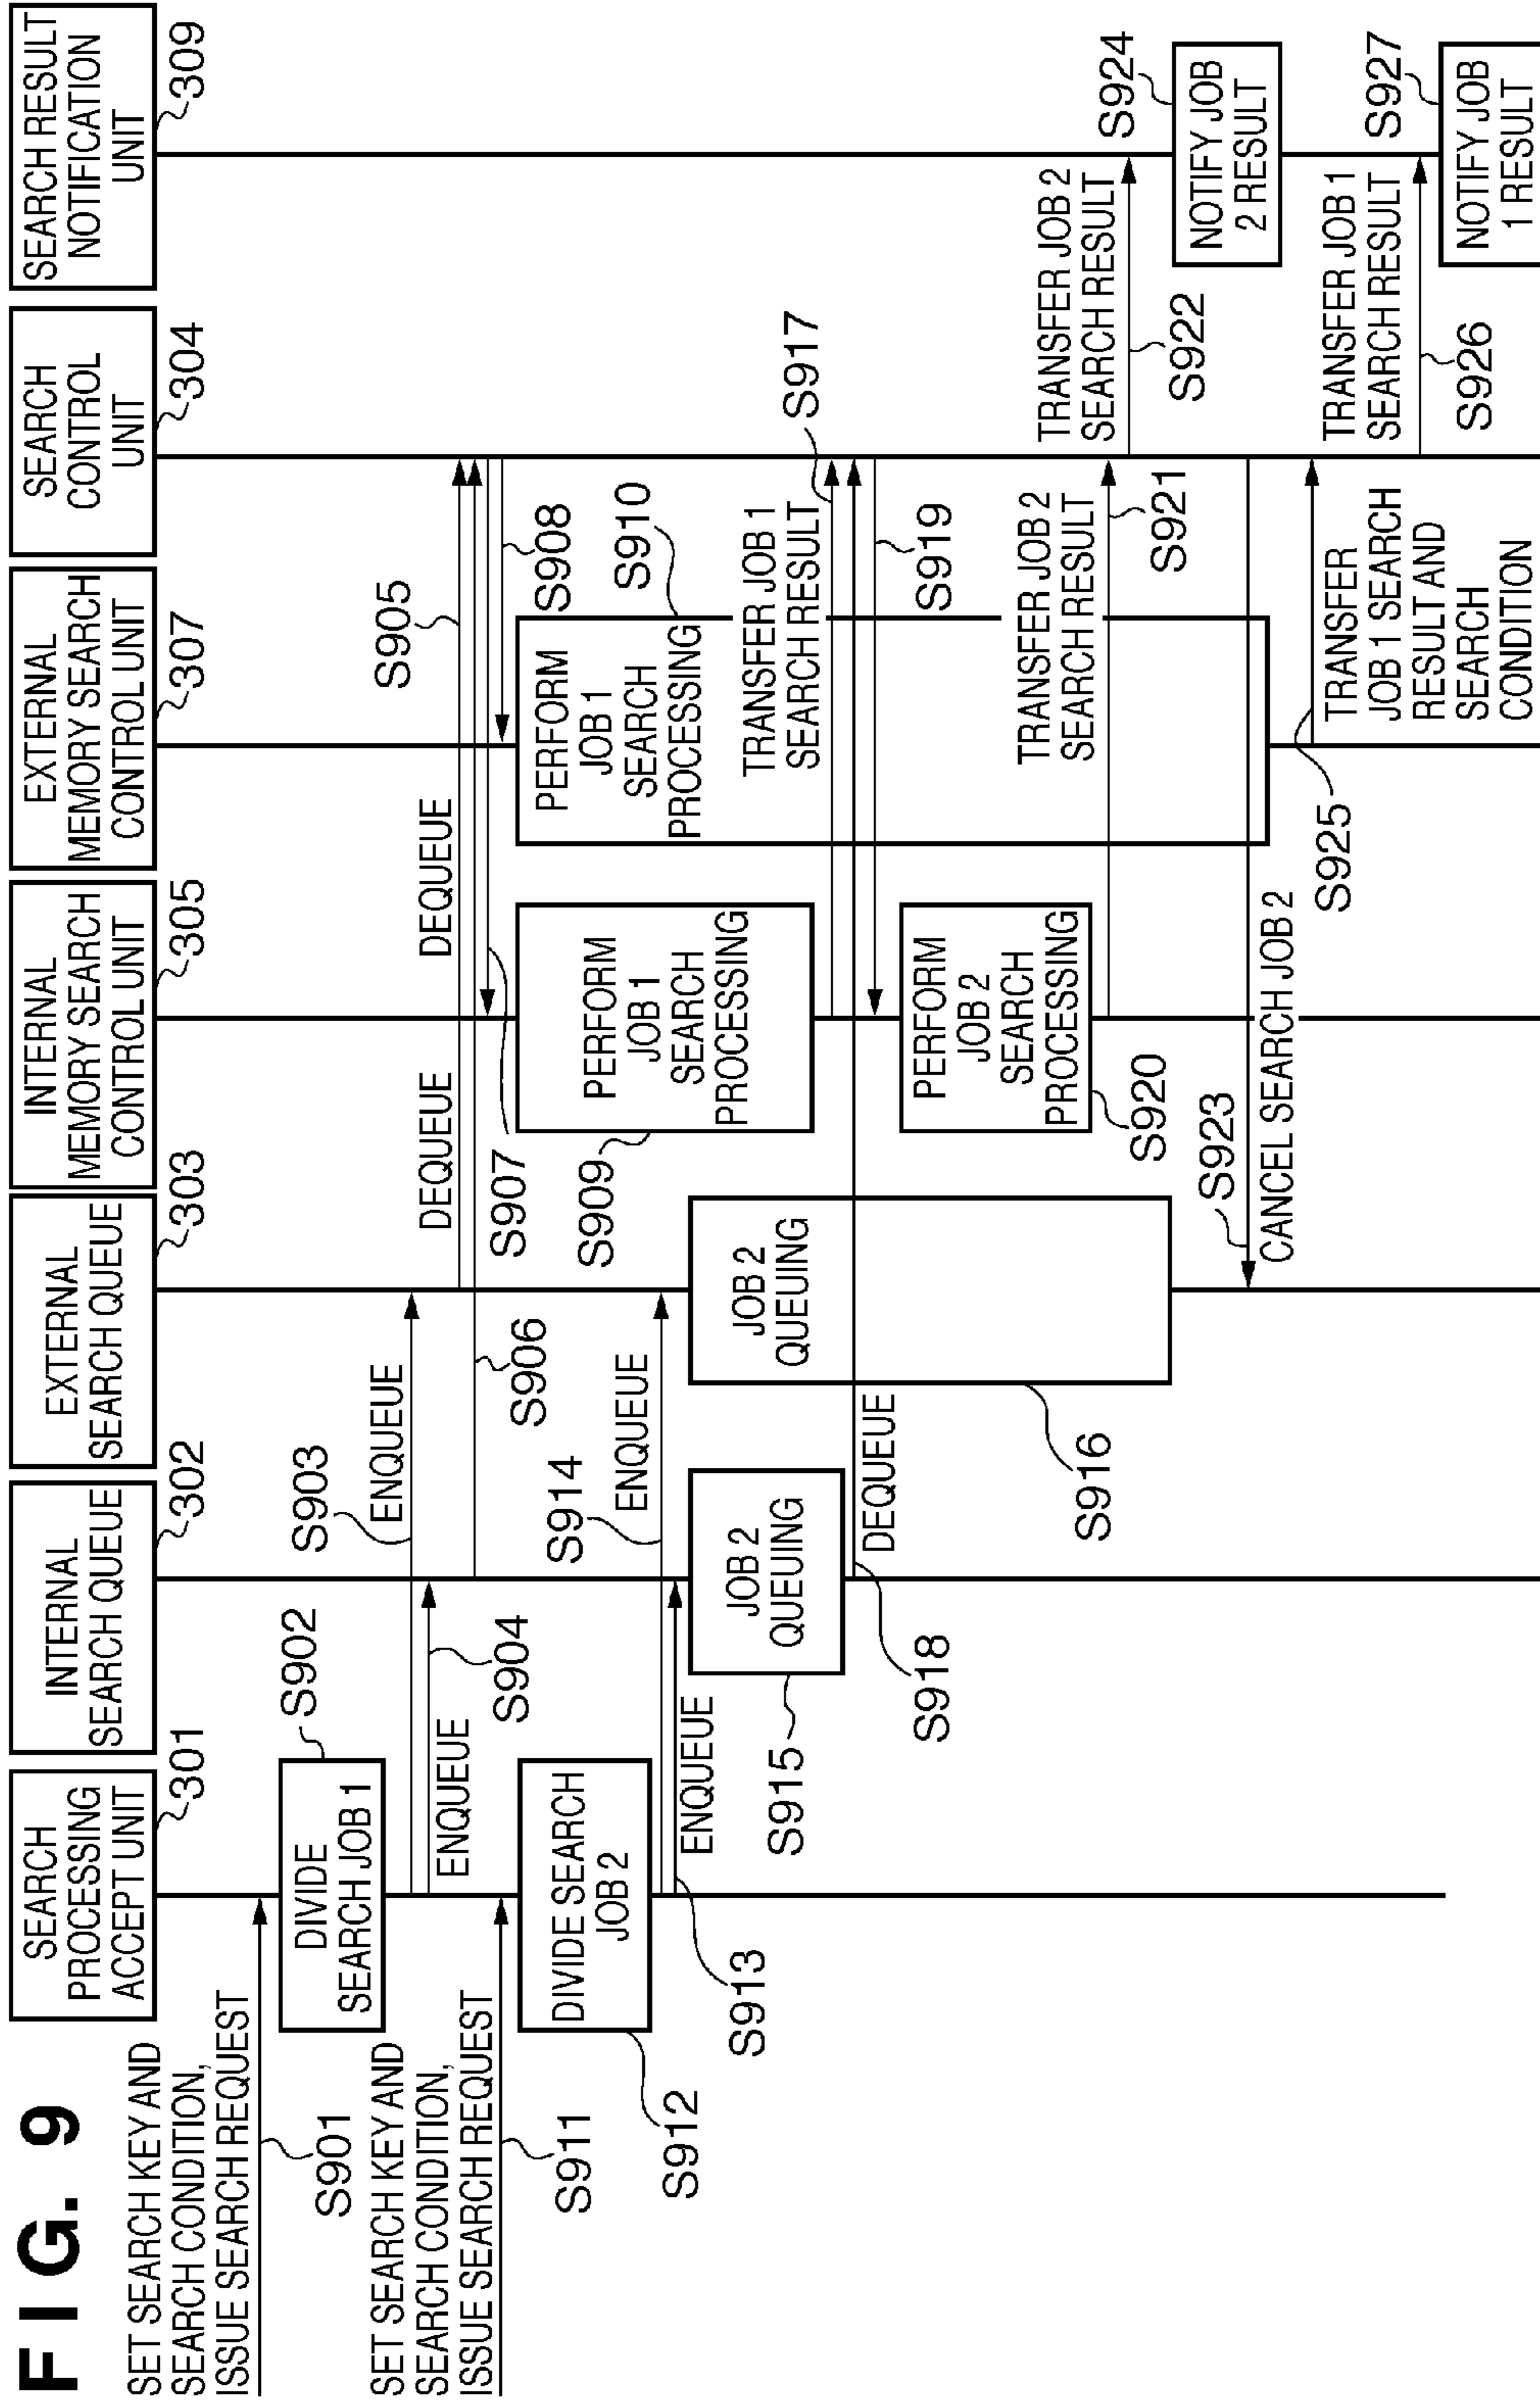 FIG. 9
SEARCH
PROCESSING
ACCEPT UNIT
301
INTERNAL
SEARCH QUEUE
302
EXTERNAL
SEARCH QUEUE
303
INTERNAL
MEMORY SEARCH
CONTROL UNIT
305
EXTERNAL
MEMORY SEARCH
CONTROL UNIT
307
SEARCH
CONTROL
UNIT
304
SEARCH RESULT
NOTIFICATION
UNIT
309
SET SEARCH KEY AND
SEARCH CONDITION,
ISSUE SEARCH REQUEST
S901
DIVIDE
SEARCH JOB 1
S902
S903
ENQUEUE
ENQUEUE
S904
DEQUEUE
DEQUEUE
S905
S906
S907
S908
SET SEARCH KEY AND
SEARCH CONDITION,
ISSUE SEARCH REQUEST
S911
DIVIDE SEARCH
JOB 2
S912
S914
ENQUEUE
ENQUEUE
S913
PERFORM
JOB 1
SEARCH
PROCESSING
S909
PERFORM
JOB 1
SEARCH
PROCESSING
S910
JOB 2
QUEUING
S915
JOB 2
QUEUING
S916
TRANSFER JOB 1
SEARCH RESULT
S917
DEQUEUE
S918
S919
PERFORM
JOB 2
SEARCH
PROCESSING
S920
TRANSFER JOB 2
SEARCH RESULT
S921
TRANSFER JOB 2
SEARCH RESULT
S922
S924
NOTIFY JOB
2 RESULT
S923
CANCEL SEARCH JOB 2
S925
TRANSFER
JOB 1 SEARCH
RESULT AND
SEARCH
CONDITION
TRANSFER JOB 1
SEARCH RESULT
S926
S927
NOTIFY JOB
1 RESULT